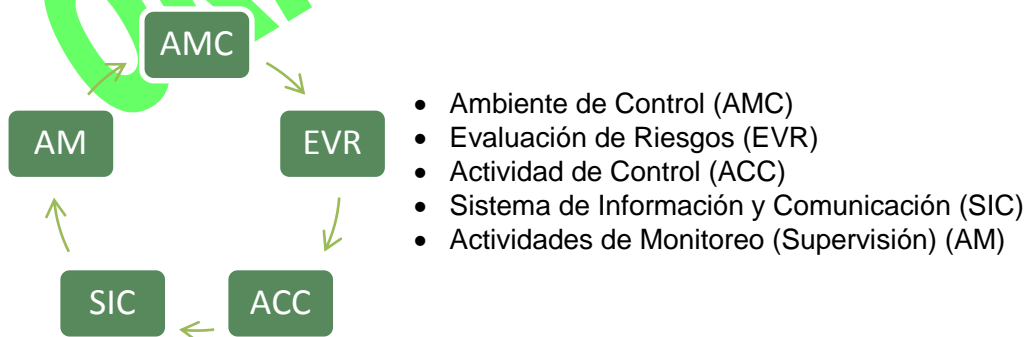 AMC
AM
EVR
SIC
ACC
• Ambiente de Control (AMC)
• Evaluación de Riesgos (EVR)
• Actividad de Control (ACC)
• Sistema de Información y Comunicación (SIC)
• Actividades de Monitoreo (Supervisión) (AM)